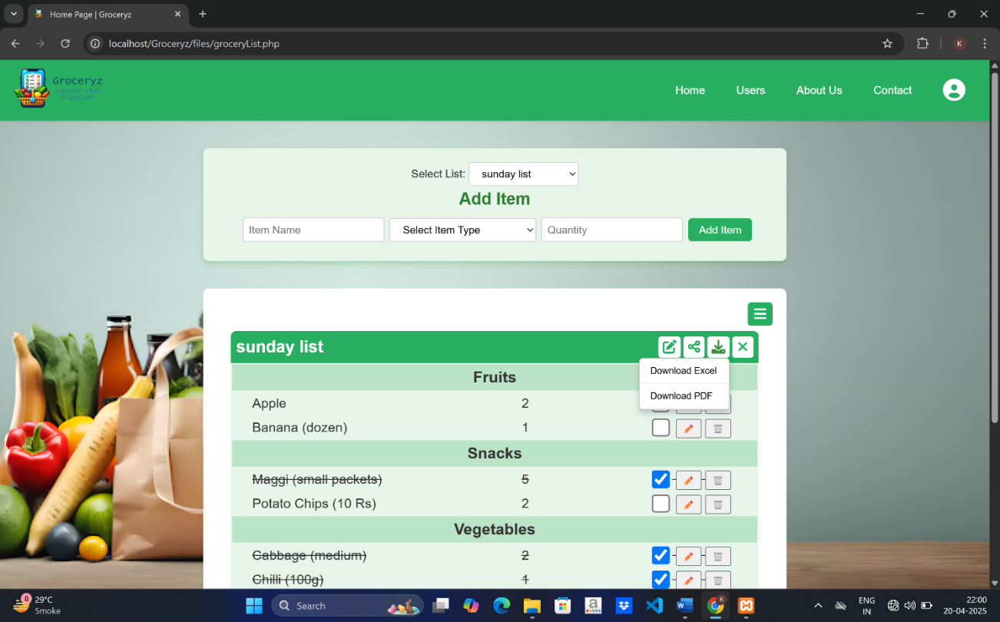 Home Page | Groceryz
localhost/Groceryz/files/groceryList.php
K
Groceryz
Grocery List
Organizer
Home Users About Us Contact
Select List: sunday list
Add Item
Item Name Select Item Type Quantity Add Item
sunday list
Download Excel
Download PDF
Fruits
Apple 2
Banana (dozen) 1
Snacks
Maggi (small packets) 5
Potato Chips (10 Rs) 2
Vegetables
Cabbage (medium) 2
Chilli (100g) 1
8
29°C
Smoke
Search
a
W
K
ENG
IN
22:00
20-04-2025